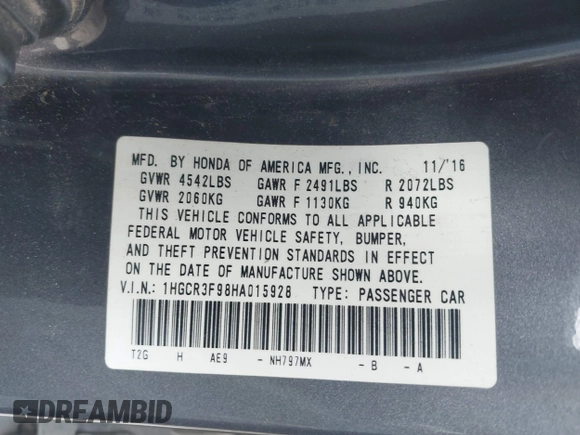 MFD. BY HONDA OF AMERICA MFG., INC. 11/'16
GVWR 4542LBS GAWR F 2491LBS R 2072LBS
GVWR 2060KG GAWR F 1130KG R 940KG
THIS VEHICLE CONFORMS TO ALL APPLICABLE
FEDERAL MOTOR VEHICLE SAFETY, BUMPER,
AND THEFT PREVENTION STANDARDS IN EFFECT
ON THE DATE OF MANUFACTURE SHOWN ABOVE.
V.I.N.: 1HGCR3F98HA015928 TYPE: PASSENGER CAR
T2G H AE9 - NH797MX - B - A
DREAMBID